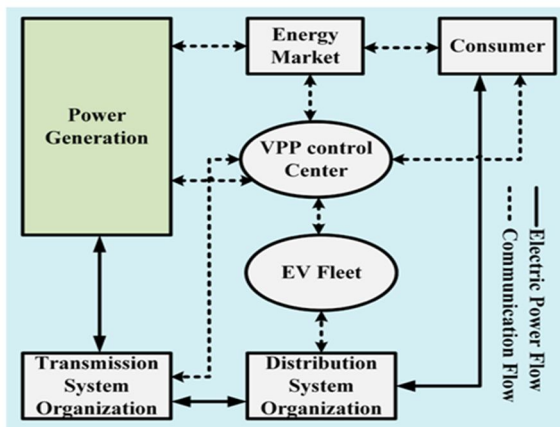 Power
Generation
Energy
Market
Consumer
VPP control
Center
EV Fleet
Transmission
System
Organization
Distribution
System
Organization
Electric Power Flow
Communication Flow